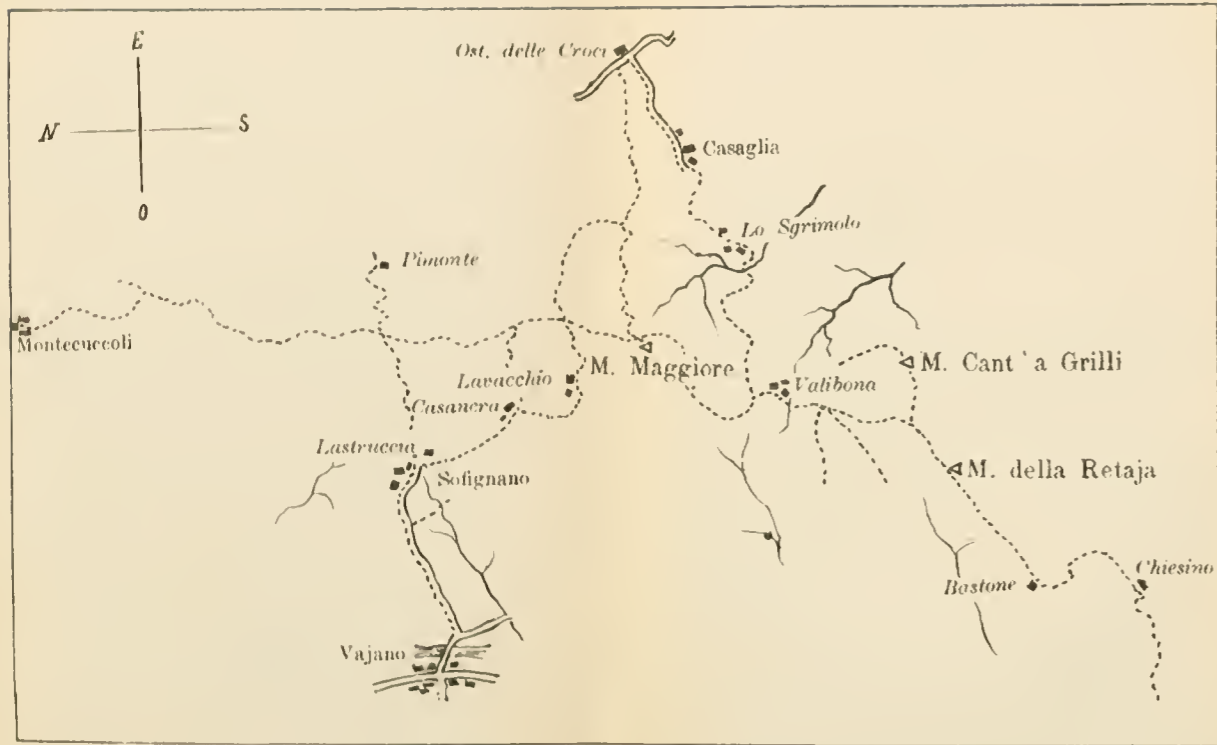 E
N
S
O
Ost. delle Croci
Casaglia
Lo Sgrimolo
Pimonte
Montecuccoli
M. Maggiore
M. Cant'a Grilli
Lavacchio
Valibona
Casanera
Lastruccia
Sofignano
M. della Retaja
Bastone
Chiesino
Vajano